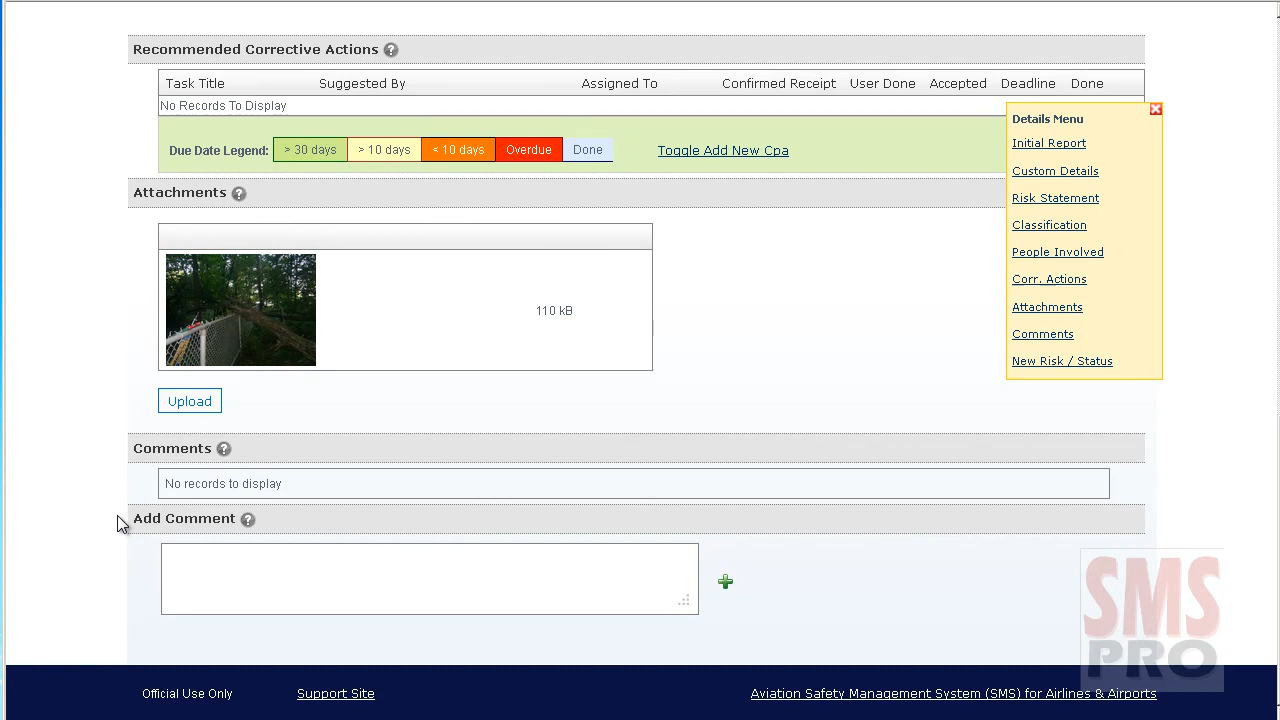 Recommended Corrective Actions ?
Task Title Suggested By Assigned To Confirmed Receipt User Done Accepted Deadline Done
No Records To Display
Due Date Legend: > 30 days > 10 days < 10 days Overdue Done Toggle Add New Cpa
Details Menu
Initial Report
Custom Details
Risk Statement
Classification
People Involved
Corr. Actions
Attachments
Comments
New Risk / Status
Attachments ?
110 kB
Upload
Comments ?
No records to display
Add Comment ?
SMS
PRO
Official Use Only Support Site Aviation Safety Management System (SMS) for Airlines & Airports